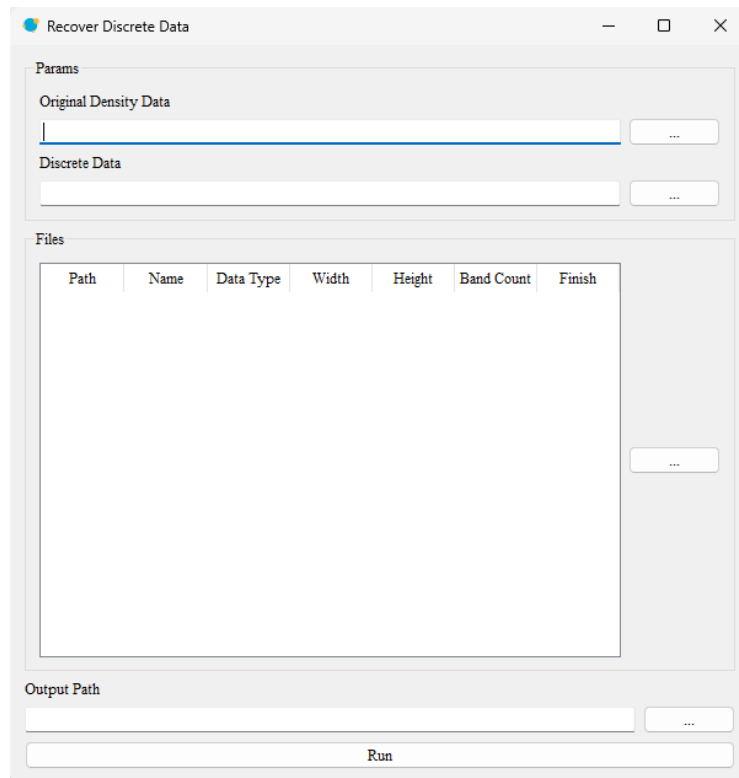 Recover Discrete Data
Params
Original Density Data
...
Discrete Data
...
Files
Path Name Data Type Width Height Band Count Finish
...
Output Path
...
Run